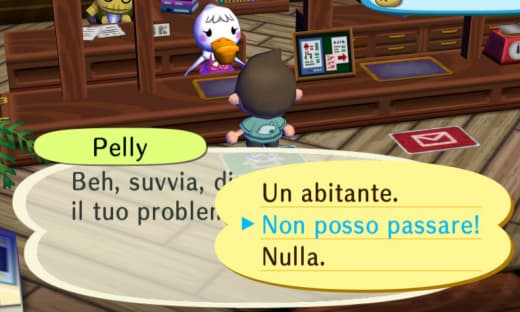 Pelly
Beh, suvvia,
il tuo
Un abitante.
Non posso passare!
Nulla.